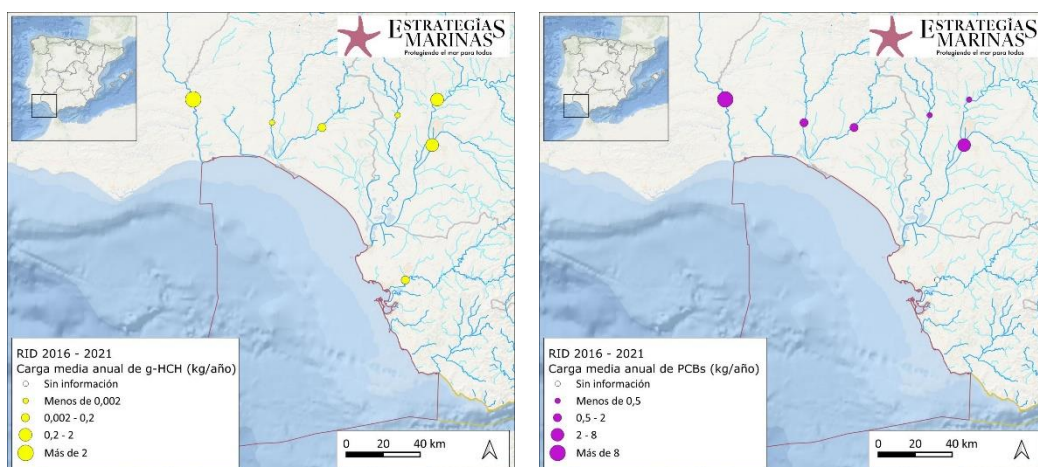 ESTRATEGIAS
MARINAS
Protegiendo el mar para todos
RID 2016 - 2021
Carga media anual de g-HCH (kg/año)
Sin información
Menos de 0,002
0,002 - 0,2
0,2 - 2
Más de 2
0 20 40 km
ESTRATEGIAS
MARINAS
Protegiendo el mar para todos
RID 2016 - 2021
Carga media anual de PCBs (kg/año)
Sin información
Menos de 0,5
0,5 - 2
2 - 8
Más de 8
0 20 40 km